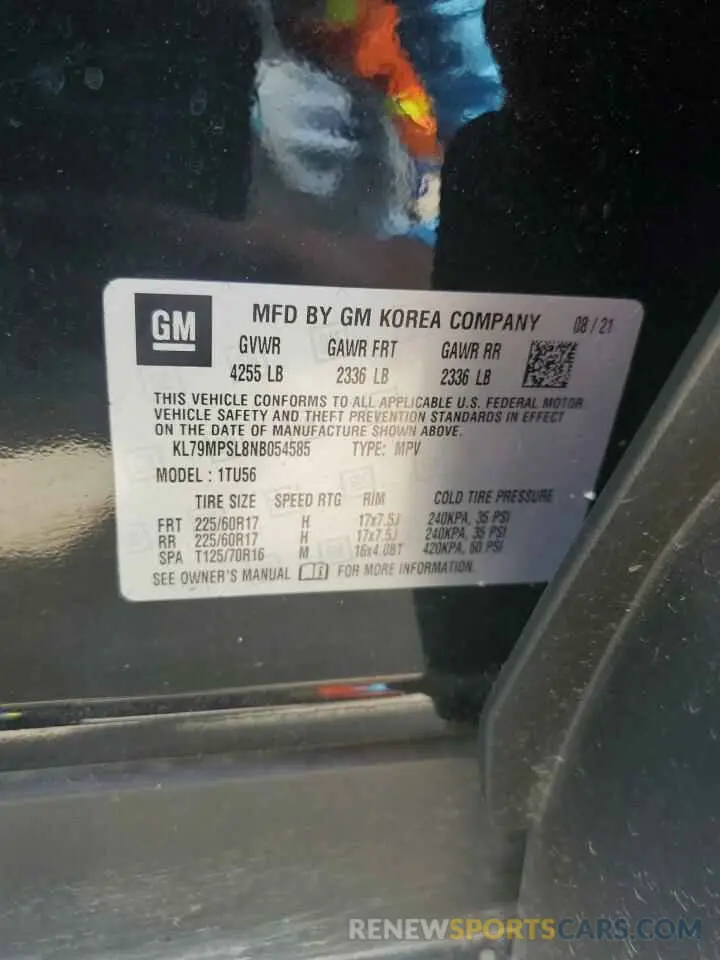 GM MFD BY GM KOREA COMPANY 08/21
GVWR GAWR FRT GAWR RR
4255 LB 2336 LB 2336 LB
THIS VEHICLE CONFORMS TO ALL APPLICABLE U.S. FEDERAL MOTOR
VEHICLE SAFETY AND THEFT PREVENTION STANDARDS IN EFFECT
ON THE DATE OF MANUFACTURE SHOWN ABOVE.
KL79MPSL8NB054585 TYPE: MPV
MODEL : 1TU56
TIRE SIZE SPEED RTG RIM COLD TIRE PRESSURE
FRT 225/60R17 H 17x7.5J 240KPA, 35 PSI
RR 225/60R17 H 17x7.5J 240KPA, 35 PSI
SPA T125/70R16 M 16x4.0BT 420KPA, 60 PSI
SEE OWNER'S MANUAL FOR MORE INFORMATION
RENEWSPORTSCARS.COM